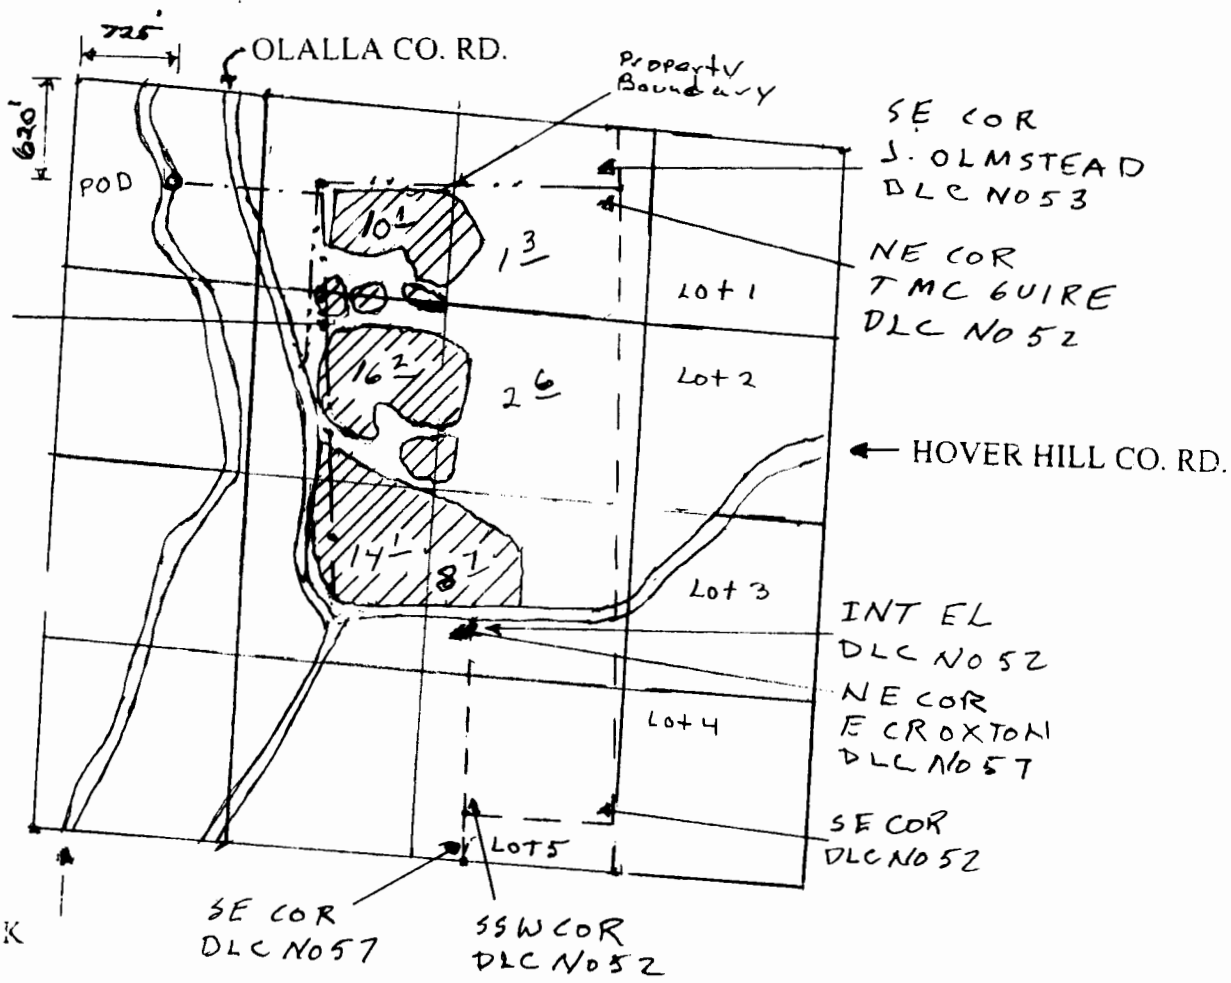 725'
OLALLA CO. RD.
Property
Boundary
620'
POD
SE COR
J. OLMSTEAD
DLC NO 53
10 1
1 3
NE COR
T MC GUIRE
DLC NO 52
Lot 1
16 2
2 6
Lot 2
HOVER HILL CO. RD.
14 1
8 7
Lot 3
INT EL
DLC NO 52
NE COR
E CROXTON
DLC NO 57
Lot 4
SE COR
DLC NO 52
LOT 5
SE COR
DLC NO 57
SSW COR
DLC NO 52
K